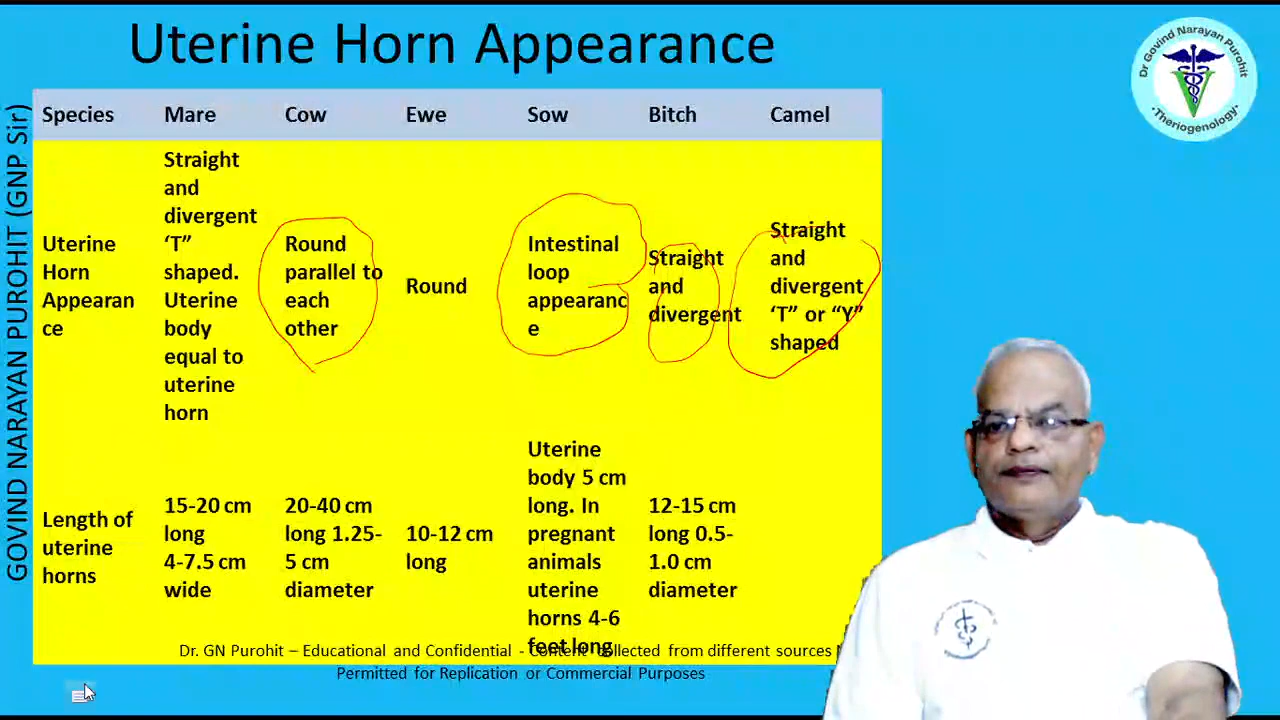 Uterine Horn Appearance
Dr Govind Narayan Purohit
·Theriogenology·
GOVIND NARAYAN PUROHIT (GNP Sir)
Species Mare Cow Ewe Sow Bitch Camel
Uterine
Horn
Appearan
ce
Straight
and
divergent
‘T”
shaped.
Uterine
body
equal to
uterine
horn
Round
parallel to
each
other
Round
Intestinal
loop
appearanc
e
Straight
and
divergent
Straight
and
divergent
‘T” or “Y”
shaped
Length of
uterine
horns
15-20 cm
long
4-7.5 cm
wide
20-40 cm
long 1.25-
5 cm
diameter
10-12 cm
long
Uterine
body 5 cm
long. In
pregnant
animals
uterine
horns 4-6
feet long
12-15 cm
long 0.5-
1.0 cm
diameter
Dr. GN Purohit – Educational and Confidential - Content collected from different sources
Permitted for Replication or Commercial Purposes